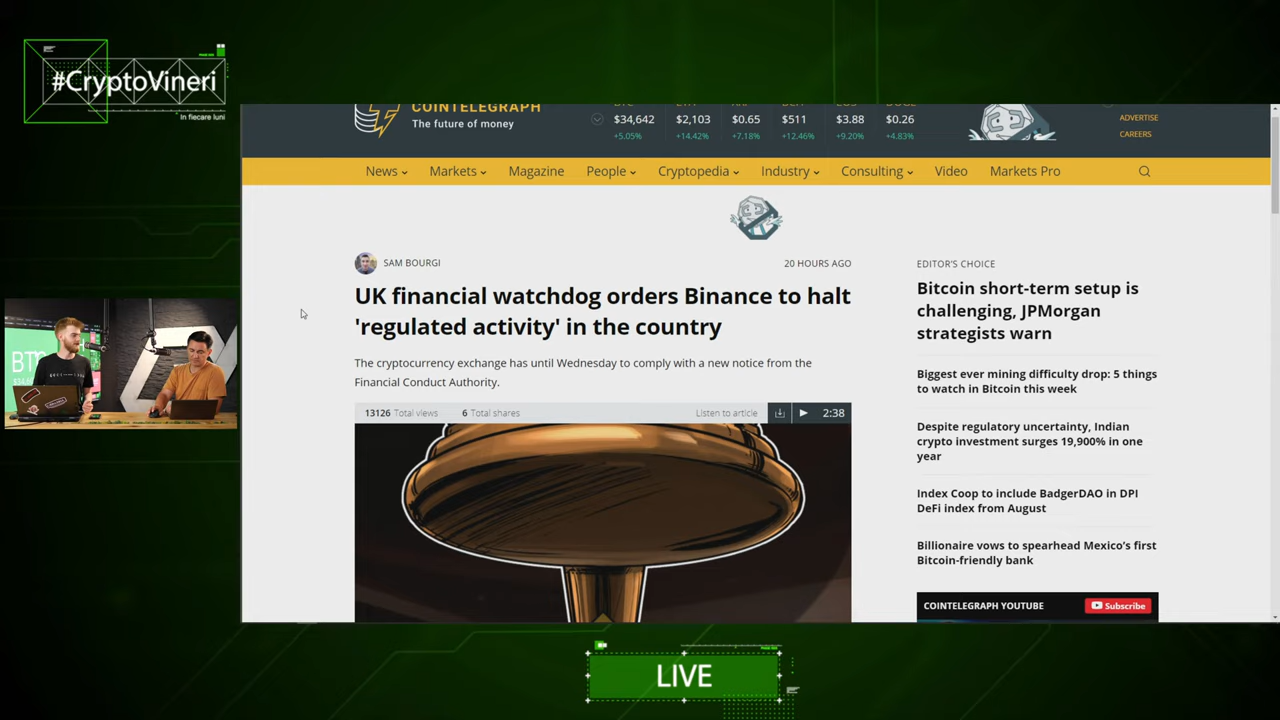 #CryptoVineri
în fiecare luni
COINTELEGRAPH
The future of money
$34,642
$2,103
$0.65
$511
$3.88
$0.26
+5.05%
+14.42%
+7.18%
+12.46%
+9.20%
+4.83%
ADVERTISE
CAREERS
News
Markets
Magazine
People
Cryptopedia
Industry
Consulting
Video
Markets Pro
SAM BOURGI
20 HOURS AGO
UK financial watchdog orders Binance to halt
'regulated activity' in the country
The cryptocurrency exchange has until Wednesday to comply with a new notice from the
Financial Conduct Authority.
13126 Total views
6 Total shares
Listen to article
2:38
EDITOR'S CHOICE
Bitcoin short-term setup is
challenging, JPMorgan
strategists warn
Biggest ever mining difficulty drop: 5 things
to watch in Bitcoin this week
Despite regulatory uncertainty, Indian
crypto investment surges 19,900% in one
year
Index Coop to include BadgerDAO in DPI
DeFi index from August
Billionaire vows to spearhead Mexico's first
Bitcoin-friendly bank
COINTELEGRAPH YOUTUBE
Subscribe
LIVE